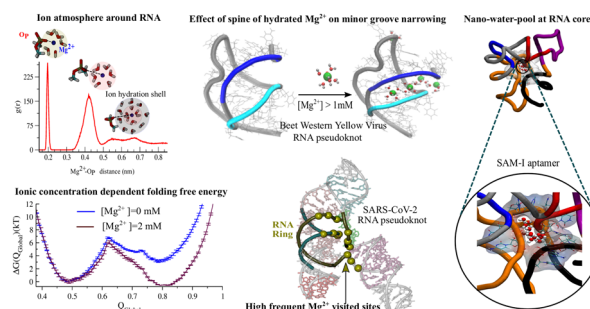 Ion atmosphere around RNA
Op
Mg2+
Ion hydration shell
g(r)
225
150
75
0
0.2 0.3 0.4 0.5 0.6 0.7 0.8
Mg2+-Op distance (nm)
Effect of spine of hydrated Mg2+ on minor groove narrowing
[Mg2+] > 1mM
Beet Western Yellow Virus
RNA pseudoknot
Nano-water-pool at RNA core
SAM-I aptamer
Ionic concentration dependent folding free energy
[Mg2+]=0 mM
[Mg2+]=2 mM
ΔG(QGlobal)(kT)
12
10
8
6
4
2
0
0.4 0.5 0.6 0.7 0.8 0.9 1
RNA
Ring
SARS-CoV-2
RNA pseudoknot
High frequent Mg2+ visited sites